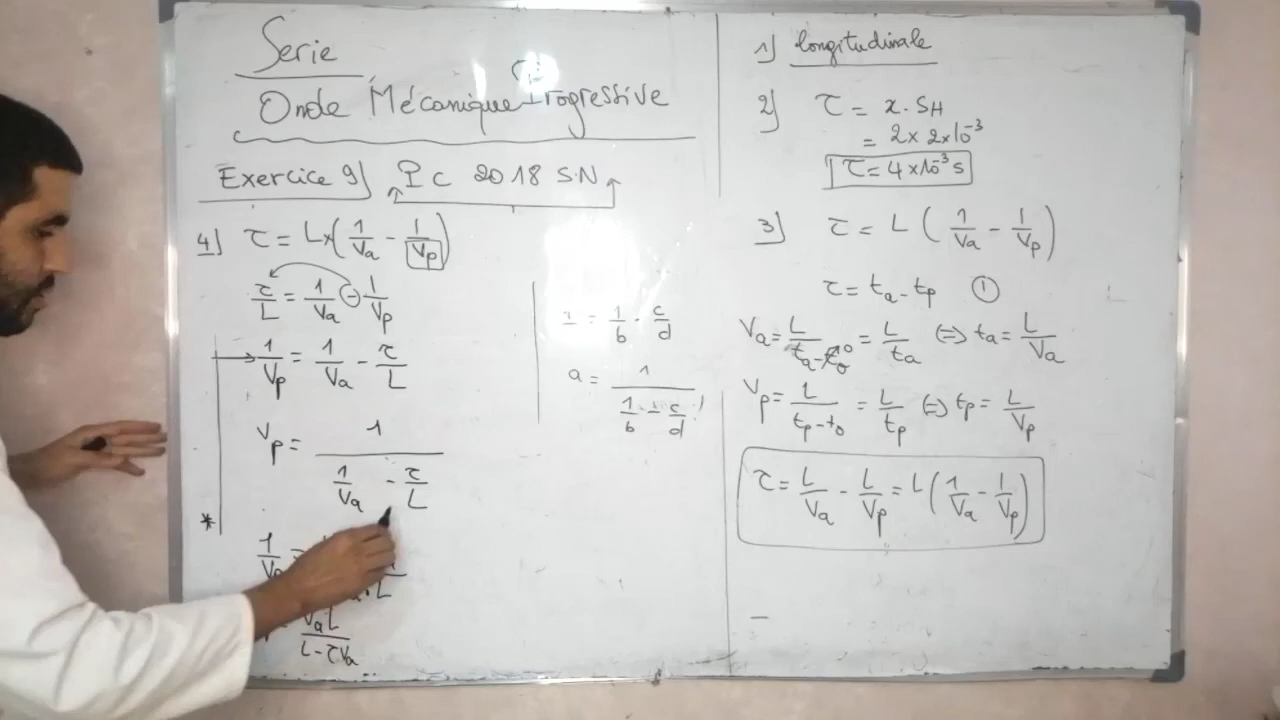 Serie
Onde Mécanique Progressive
Exercice 9) Pc 2018 S.N
4) τ = L×(1/Va - 1/Vp)
τ/L = 1/Va - 1/Vp
1/Vp = 1/Va - τ/L
Vp = 1/(1/Va - τ/L)
*
VaL/(L - τVa)
= 1/b - c/d
a = 1/(1/b - c/d)
1) longitudinale
2) τ = x . SH
= 2 × 2×10⁻³
τ = 4×10⁻³ s
3) τ = L (1/Va - 1/Vp)
τ = ta - tp ①
Va = L/(ta - t0) = L/ta ⇔ ta = L/Va
Vp = L/(tp - t0) = L/tp ⇔ tp = L/Vp
τ = L/Va - L/Vp = L(1/Va - 1/Vp)